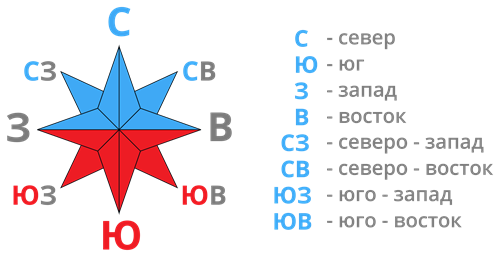 С
СЗ СВ
З В
ЮЗ ЮВ
Ю
С - север
Ю - юг
З - запад
В - восток
СЗ - северо - запад
СВ - северо - восток
ЮЗ - юго - запад
ЮВ - юго - восток